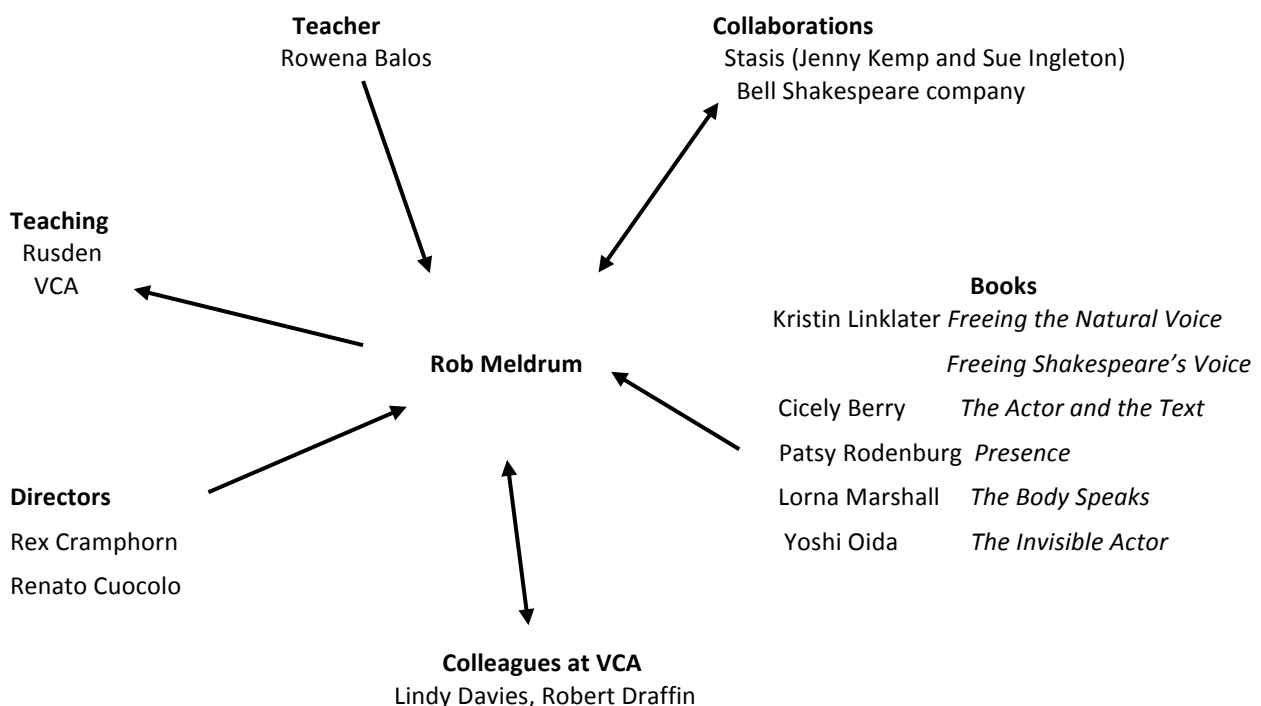 Teacher
Rowena Balos
Collaborations
Stasis (Jenny Kemp and Sue Ingleton)
Bell Shakespeare company
Teaching
Rusden
VCA
Books
Kristin Linklater Freeing the Natural Voice
Freeing Shakespeare’s Voice
Cicely Berry The Actor and the Text
Patsy Rodenburg Presence
Lorna Marshall The Body Speaks
Yoshi Oida The Invisible Actor
Rob Meldrum
Directors
Rex Cramphorn
Renato Cuocolo
Colleagues at VCA
Lindy Davies, Robert Draffin